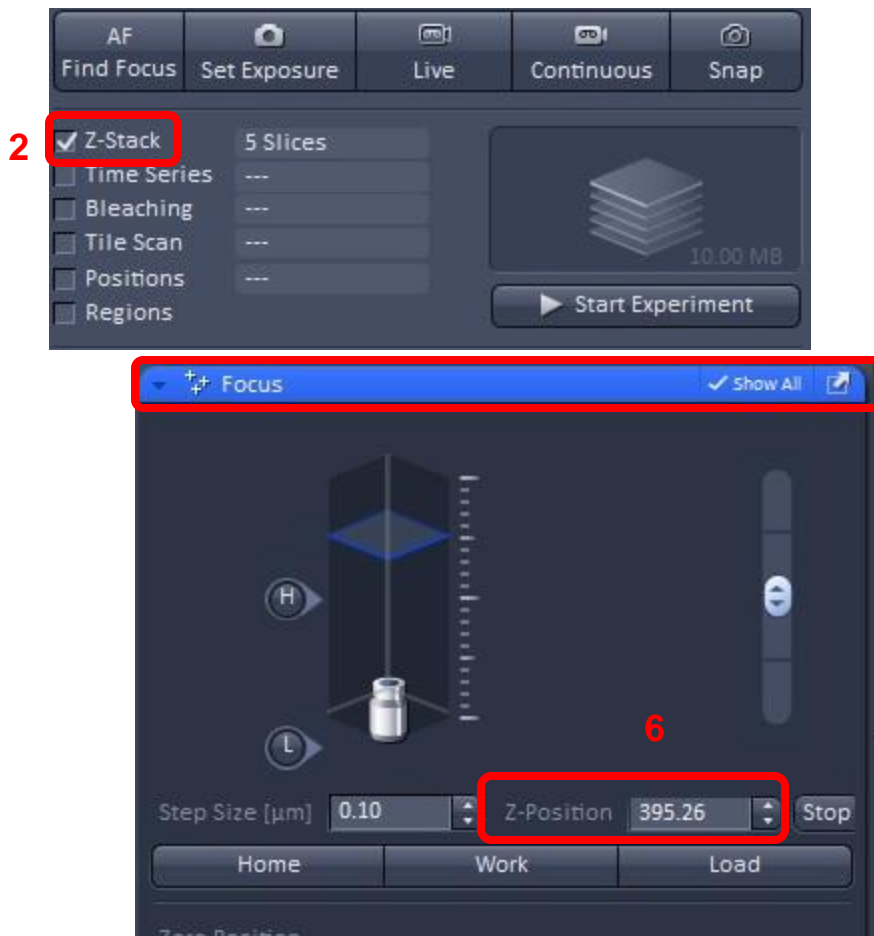 AF
Find Focus
Set Exposure
Live
Continuous
Snap
2
Z-Stack 5 Slices
Time Series ---
Bleaching ---
Tile Scan ---
Positions ---
Regions
10.00 MB
Start Experiment
Focus
Show All
H
L
6
Step Size [µm] 0.10 Z-Position 395.26 Stop
Home Work Load
Zero Position